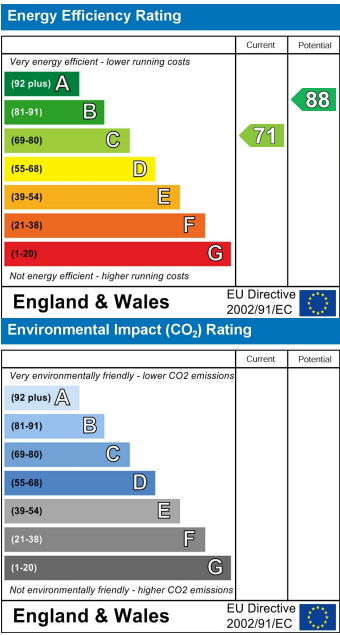 Energy Efficiency Rating
Current Potential
Very energy efficient - lower running costs
(92 plus) A
88
(81-91) B
71
(69-80) C
(55-68) D
(39-54) E
(21-38) F
(1-20) G
Not energy efficient - higher running costs
England & Wales
EU Directive
2002/91/EC
Environmental Impact (CO₂) Rating
Current Potential
Very environmentally friendly - lower CO2 emissions
(92 plus) A
(81-91) B
(69-80) C
(55-68) D
(39-54) E
(21-38) F
(1-20) G
Not environmentally friendly - higher CO2 emissions
England & Wales
EU Directive
2002/91/EC